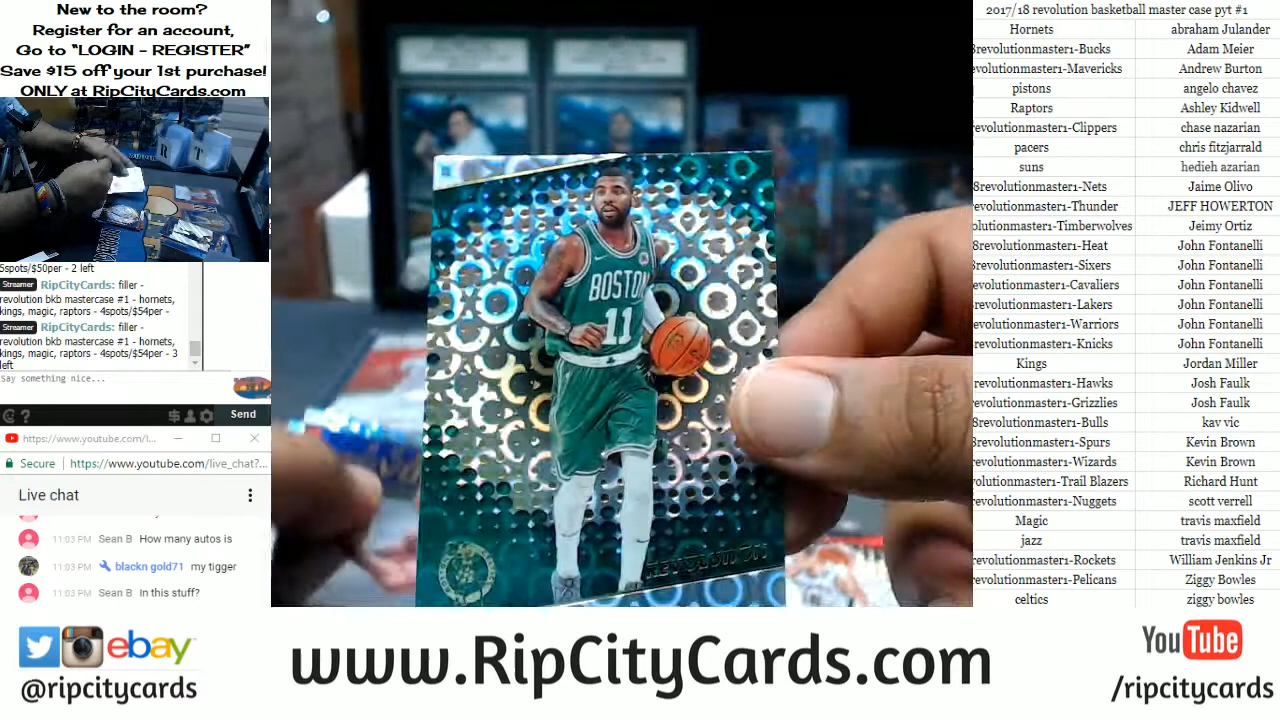 New to the room?
Register for an account,
Go to “LOGIN - REGISTER”
Save $15 off your 1st purchase!
ONLY at RipCityCards.com
R T
5spots/$50per - 2 left
Streamer RipCityCards: filler -
revolution bkb mastercase #1 - hornets,
kings, magic, raptors - 4spots/$54per -
Streamer RipCityCards: filler -
revolution bkb mastercase #1 - hornets,
kings, magic, raptors - 4spots/$54per - 3
left
Say something nice...
Send
https://www.youtube.com/l...
Secure https://www.youtube.com/live_chat?...
Live chat
11:03 PM Sean B How many autos is
11:03 PM blackn gold71 my tigger
11:03 PM Sean B In this stuff?
BOSTON
11
REVOLUTION
2017/18 revolution basketball master case pyt #1
Hornets abraham Julander
8revolutionmaster1-Bucks Adam Meier
evolutionmaster1-Mavericks Andrew Burton
pistons angelo chavez
Raptors Ashley Kidwell
revolutionmaster1-Clippers chase nazarian
pacers chris fitzjarrald
suns hedieh azarian
8revolutionmaster1-Nets Jaime Olivo
revolutionmaster1-Thunder JEFF HOWERTON
olutionmaster1-Timberwolves Jeimy Ortiz
8revolutionmaster1-Heat John Fontanelli
8revolutionmaster1-Sixers John Fontanelli
revolutionmaster1-Cavaliers John Fontanelli
revolutionmaster1-Lakers John Fontanelli
revolutionmaster1-Warriors John Fontanelli
revolutionmaster1-Knicks John Fontanelli
Kings Jordan Miller
revolutionmaster1-Hawks Josh Faulk
revolutionmaster1-Grizzlies Josh Faulk
8revolutionmaster1-Bulls kav vic
8revolutionmaster1-Spurs Kevin Brown
revolutionmaster1-Wizards Kevin Brown
volutionmaster1-Trail Blazers Richard Hunt
revolutionmaster1-Nuggets scott verrell
Magic travis maxfield
jazz travis maxfield
revolutionmaster1-Rockets William Jenkins Jr
revolutionmaster1-Pelicans Ziggy Bowles
celtics ziggy bowles
ebay
@ripcitycards
www.RipCityCards.com
YouTube
/ripcitycards